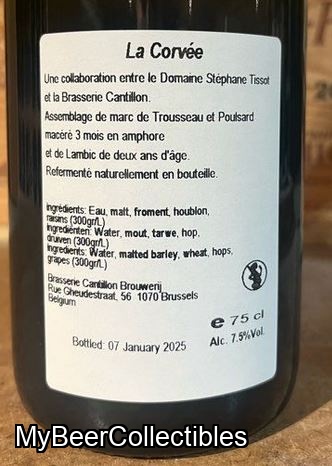 La Corvée
Une collaboration entre le Domaine Stéphane Tissot
et la Brasserie Cantillon.
Assemblage de marc de Trousseau et Poulsard
macéré 3 mois en amphore
et de Lambic de deux ans d'âge.
Refermenté naturellement en bouteille.
Ingrédients: Eau, malt, froment, houblon,
raisins (300gr/L)
Ingrediënten: Water, mout, tarwe, hop,
druiven (300gr/L)
Ingredients: Water, malted barley, wheat, hops,
grapes (300gr/L)
Brasserie Cantillon Brouwerij
Rue Gheudestraat, 56 1070 Brussels
Belgium
e 75 cl
Alc. 7.5%Vol.
Bottled: 07 January 2025
MyBeerCollectibles